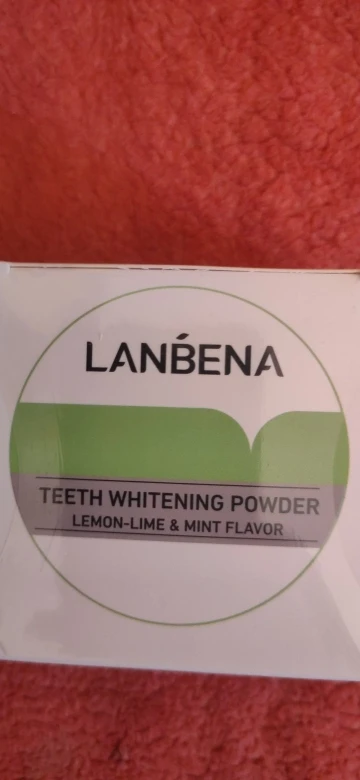 LANBENA
TEETH WHITENING POWDER
LEMON-LIME & MINT FLAVOR